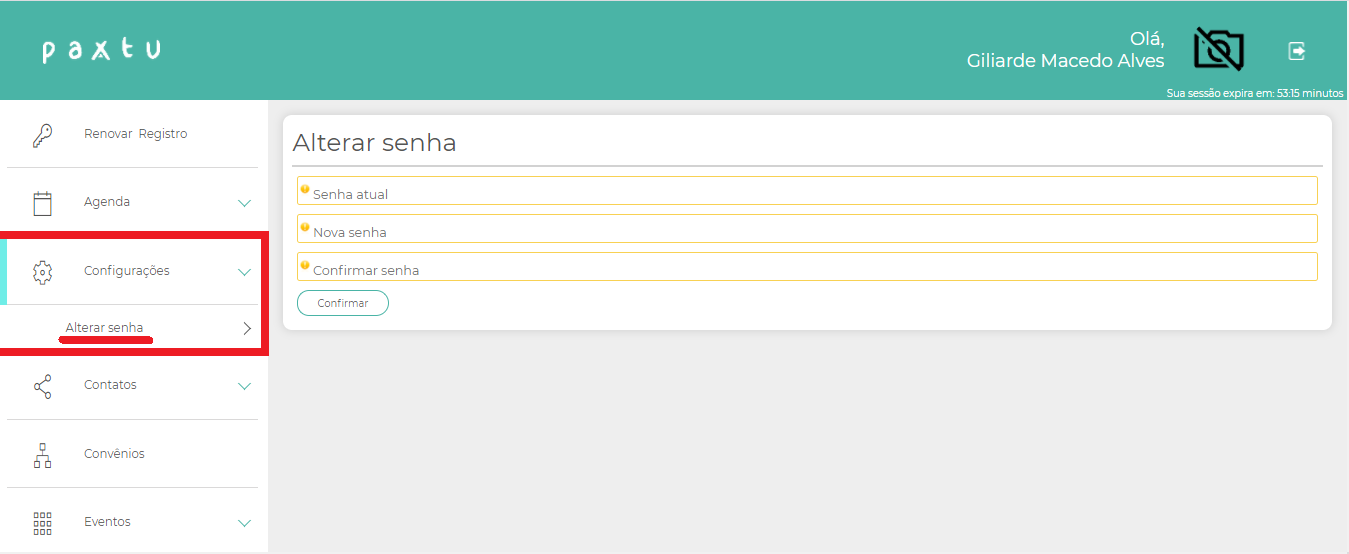 paxtu
Olá,
Giliarde Macedo Alves
Sua sessão expira em: 53:15 minutos
Renovar Registro
Agenda
Configurações
Alterar senha
Contatos
Convênios
Eventos
Alterar senha
Senha atual
Nova senha
Confirmar senha
Confirmar